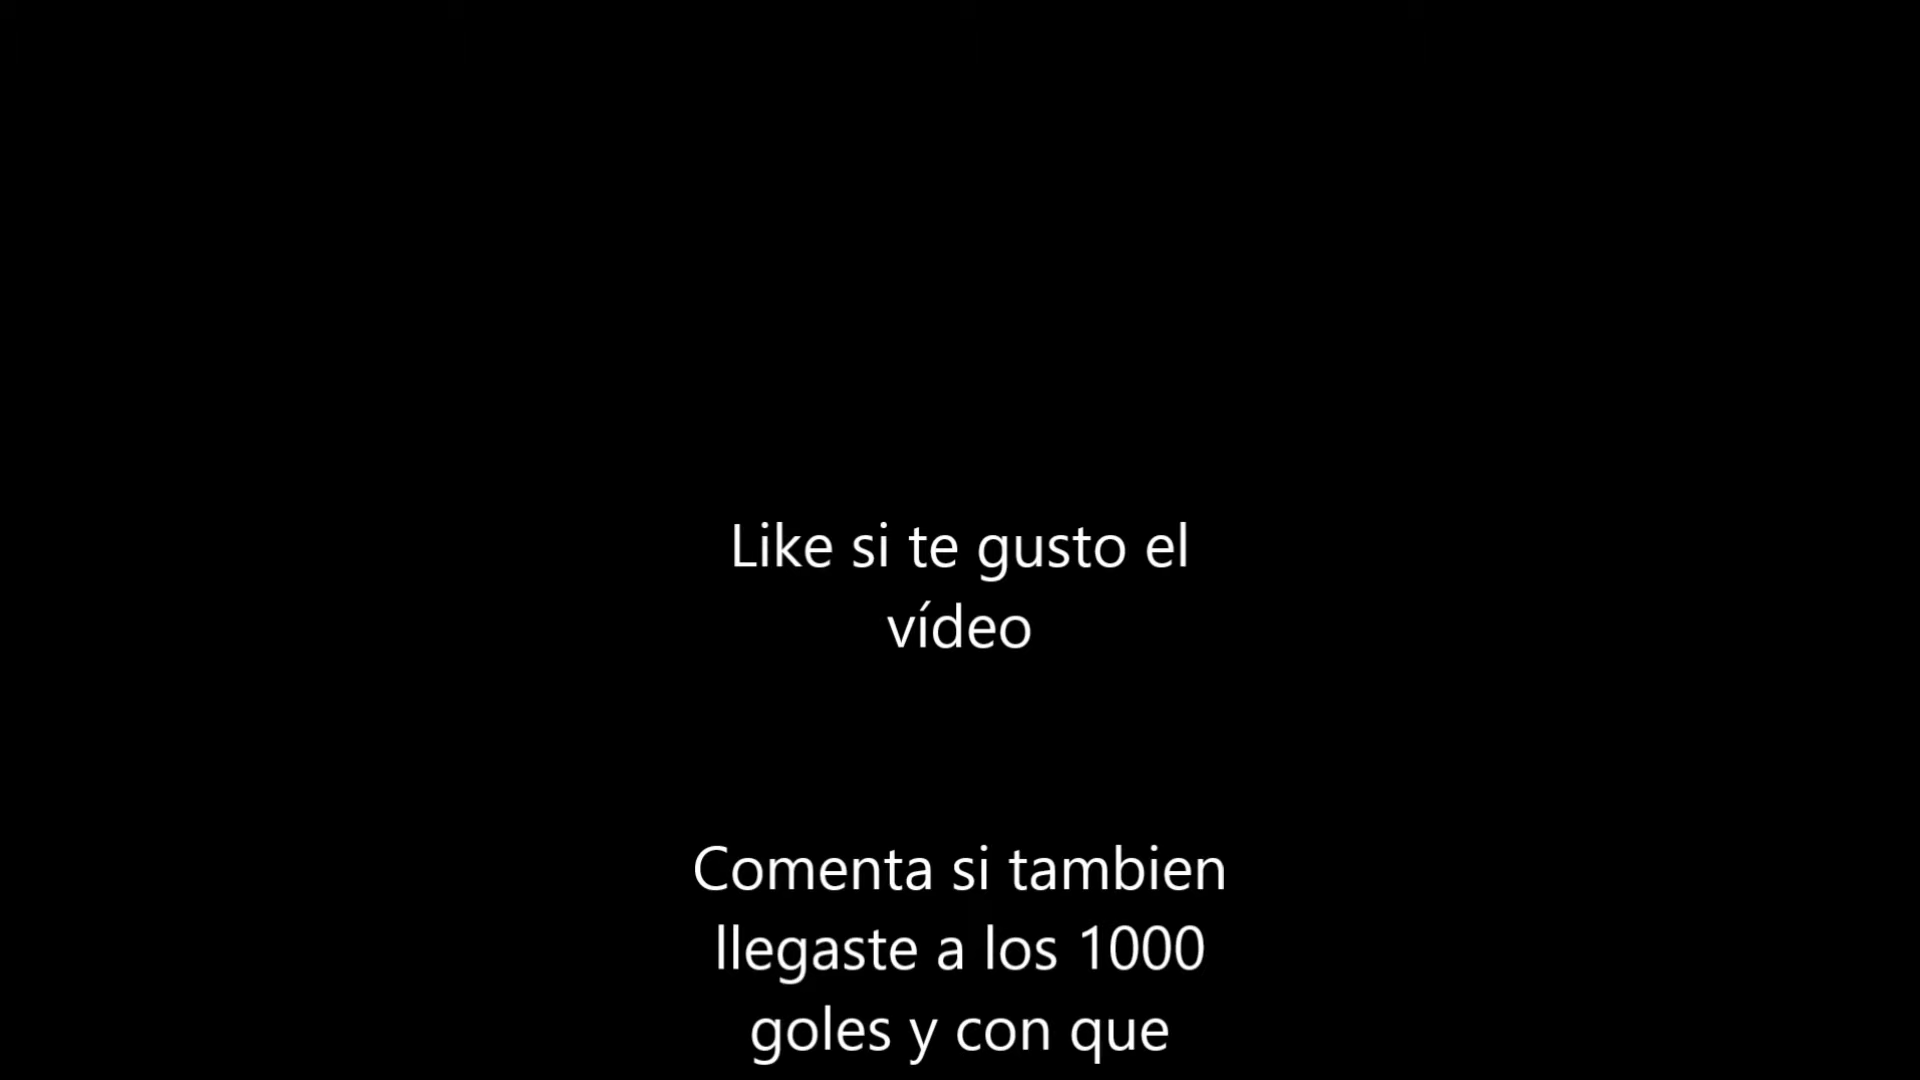 Like si te gusto el
vídeo
Comenta si tambien
llegaste a los 1000
goles y con que